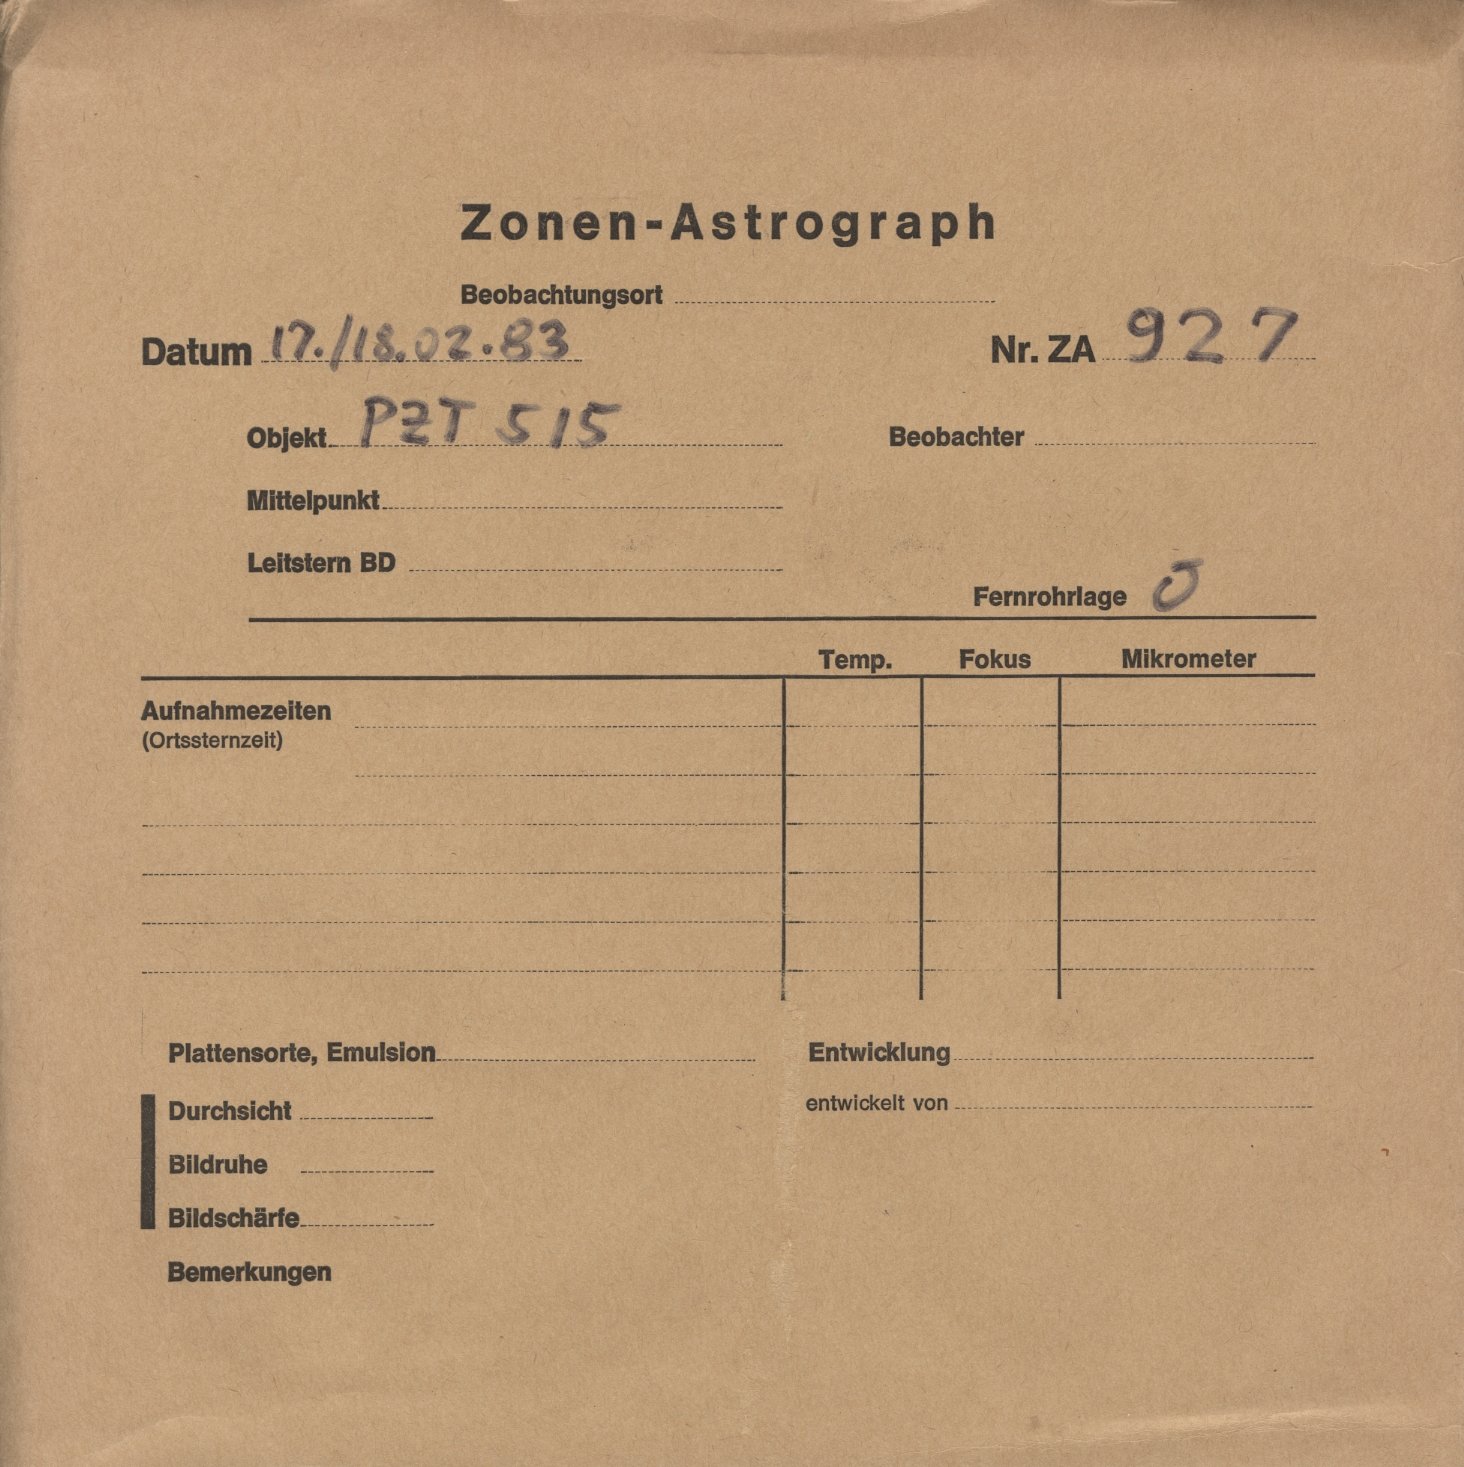 Zonen-Astrograph
Beobachtungsort
Datum 17./18.02.83
Nr. ZA 927
Objekt PZT 515
Beobachter
Mittelpunkt
Leitstern BD
Fernrohrlage O
Temp. Fokus Mikrometer
Aufnahmezeiten
(Ortssternzeit)
Plattensorte, Emulsion
Entwicklung
Durchsicht
entwickelt von
Bildruhe
Bildschärfe
Bemerkungen